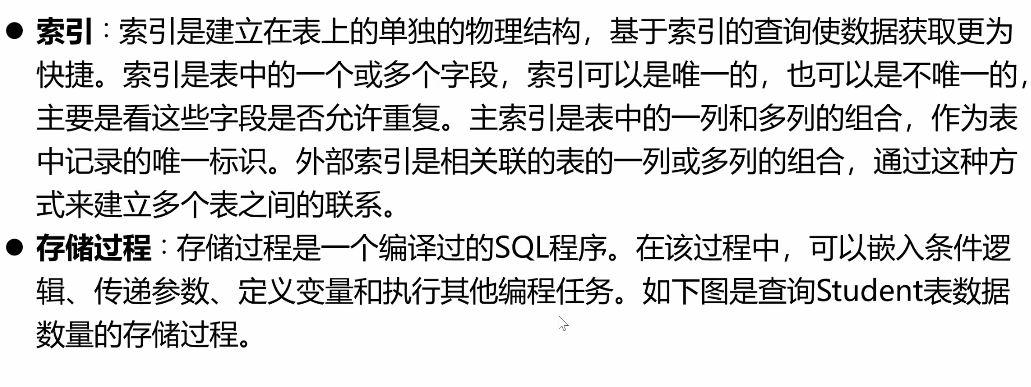 ● 索引：索引是建立在表上的单独的物理结构，基于索引的查询使数据获取更为
快捷。索引是表中的一个或多个字段，索引可以是唯一的，也可以是不唯一的，
主要是看这些字段是否允许重复。主索引是表中的一列和多列的组合，作为表
中记录的唯一标识。外部索引是相关联的表的一列或多列的组合，通过这种方
式来建立多个表之间的联系。
● 存储过程：存储过程是一个编译过的SQL程序。在该过程中，可以嵌入条件逻
辑、传递参数、定义变量和执行其他编程任务。如下图是查询Student表数据
数量的存储过程。